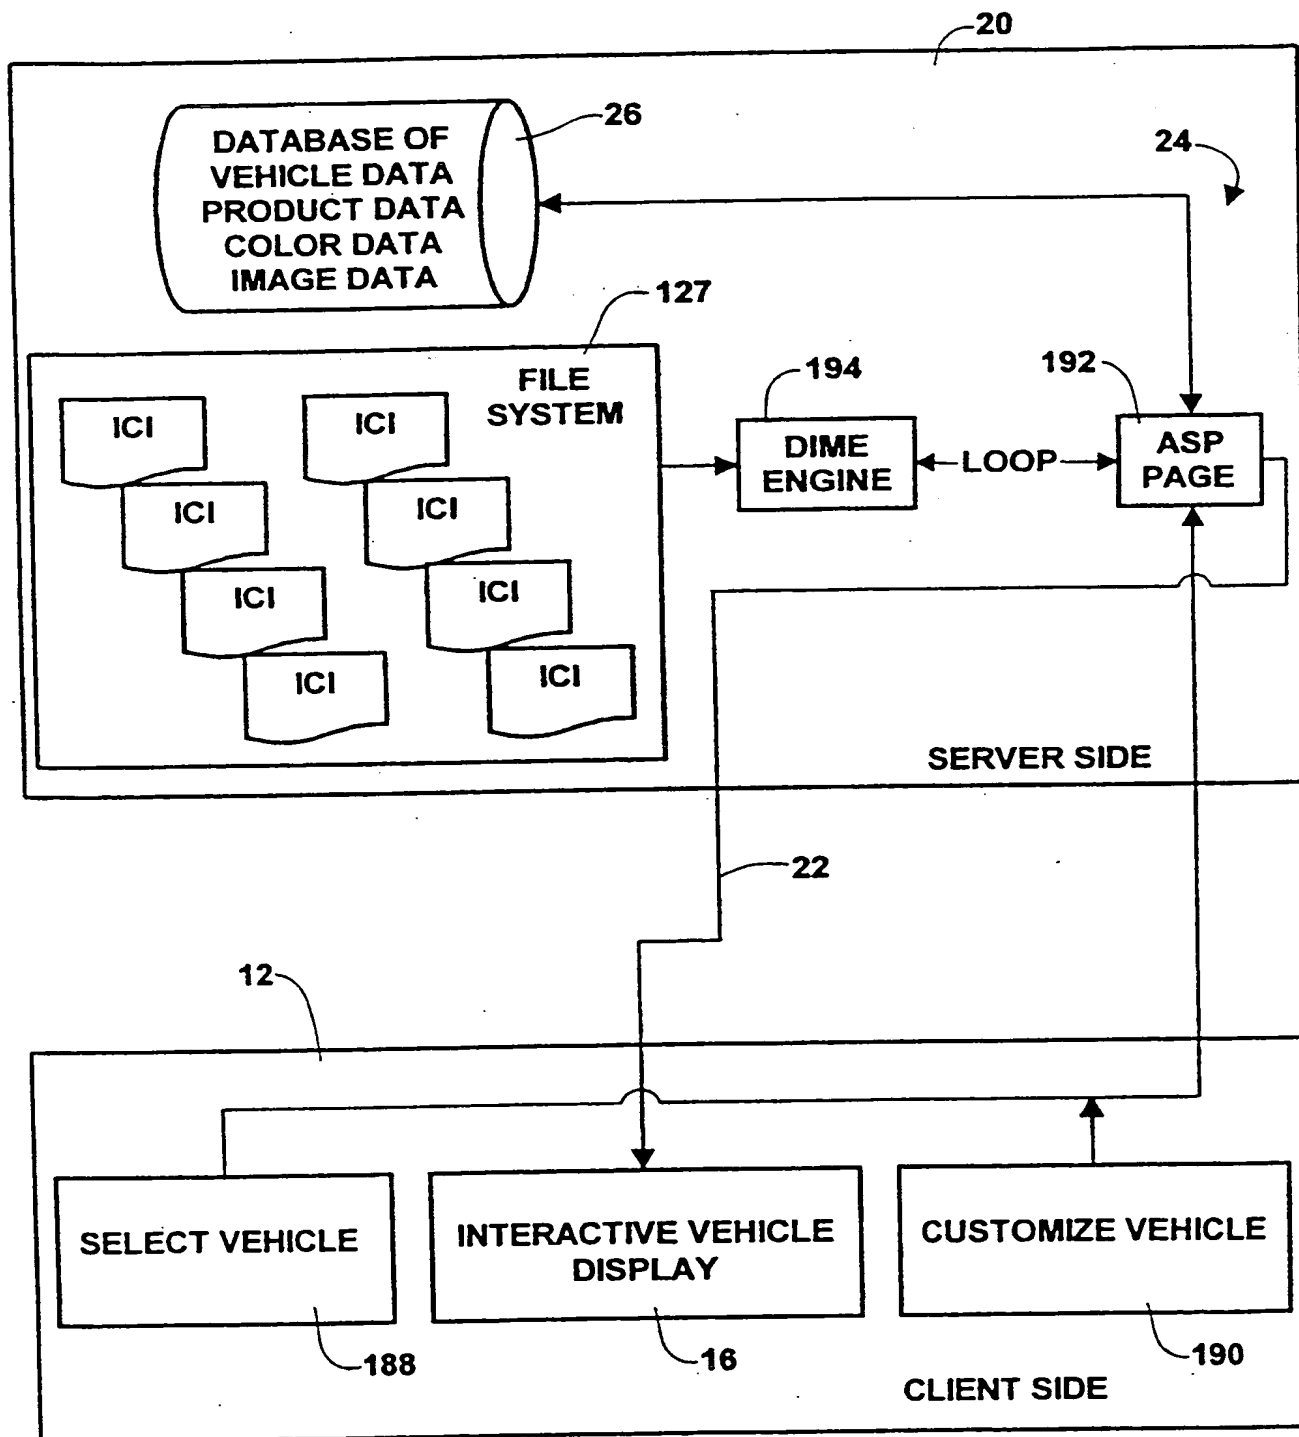 20
26
DATABASE OF
VEHICLE DATA
PRODUCT DATA
COLOR DATA
IMAGE DATA
24
127
FILE
SYSTEM
ICI
ICI
ICI
ICI
ICI
ICI
ICI
ICI
194
DIME
ENGINE
LOOP
192
ASP
PAGE
SERVER SIDE
22
12
SELECT VEHICLE
INTERACTIVE VEHICLE
DISPLAY
CUSTOMIZE VEHICLE
188
16
190
CLIENT SIDE